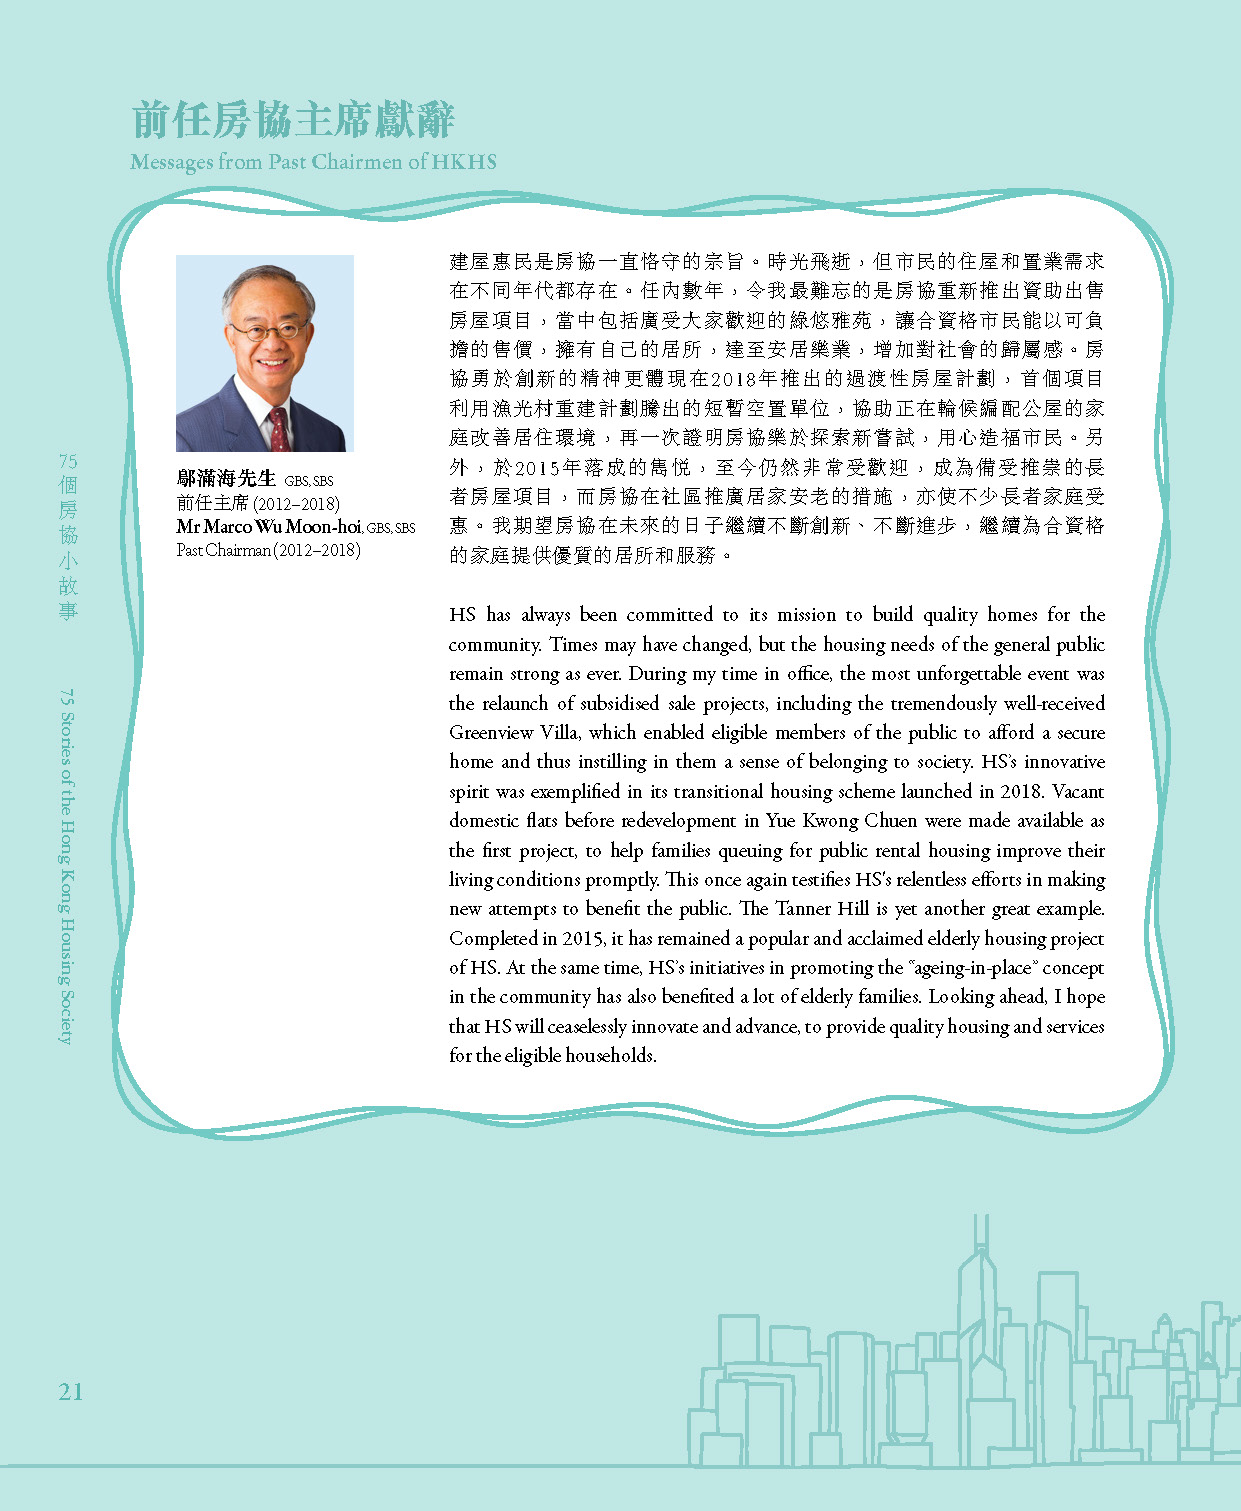 前任房協主席獻辭
Messages from Past Chairmen of HKHS
鄔滿海先生 GBS, SBS
前任主席 (2012–2018)
Mr Marco Wu Moon-hoi, GBS, SBS
Past Chairman (2012–2018)
建屋惠民是房協一直恪守的宗旨。時光飛逝，但市民的住屋和置業需求
在不同年代都存在。任內數年，令我最難忘的是房協重新推出資助出售
房屋項目，當中包括廣受大家歡迎的綠悠雅苑，讓合資格市民能以可負
擔的售價，擁有自己的居所，達至安居樂業，增加對社會的歸屬感。房
協勇於創新的精神更體現在2018年推出的過渡性房屋計劃，首個項目
利用漁光村重建計劃騰出的短暫空置單位，協助正在輪候編配公屋的家
庭改善居住環境，再一次證明房協樂於探索新嘗試，用心造福市民。另
外，於2015年落成的雋悦，至今仍然非常受歡迎，成為備受推祟的長
者房屋項目，而房協在社區推廣居家安老的措施，亦使不少長者家庭受
惠。我期望房協在未來的日子繼續不斷創新、不斷進步，繼續為合資格
的家庭提供優質的居所和服務。
HS has always been committed to its mission to build quality homes for the
community. Times may have changed, but the housing needs of the general public
remain strong as ever. During my time in office, the most unforgettable event was
the relaunch of subsidised sale projects, including the tremendously well-received
Greenview Villa, which enabled eligible members of the public to afford a secure
home and thus instilling in them a sense of belonging to society. HS’s innovative
spirit was exemplified in its transitional housing scheme launched in 2018. Vacant
domestic flats before redevelopment in Yue Kwong Chuen were made available as
the first project, to help families queuing for public rental housing improve their
living conditions promptly. This once again testifies HS's relentless efforts in making
new attempts to benefit the public. The Tanner Hill is yet another great example.
Completed in 2015, it has remained a popular and acclaimed elderly housing project
of HS. At the same time, HS’s initiatives in promoting the “ageing-in-place” concept
in the community has also benefited a lot of elderly families. Looking ahead, I hope
that HS will ceaselessly innovate and advance, to provide quality housing and services
for the eligible households.
75個房協小故事
75 Stories of the Hong Kong Housing Society
21